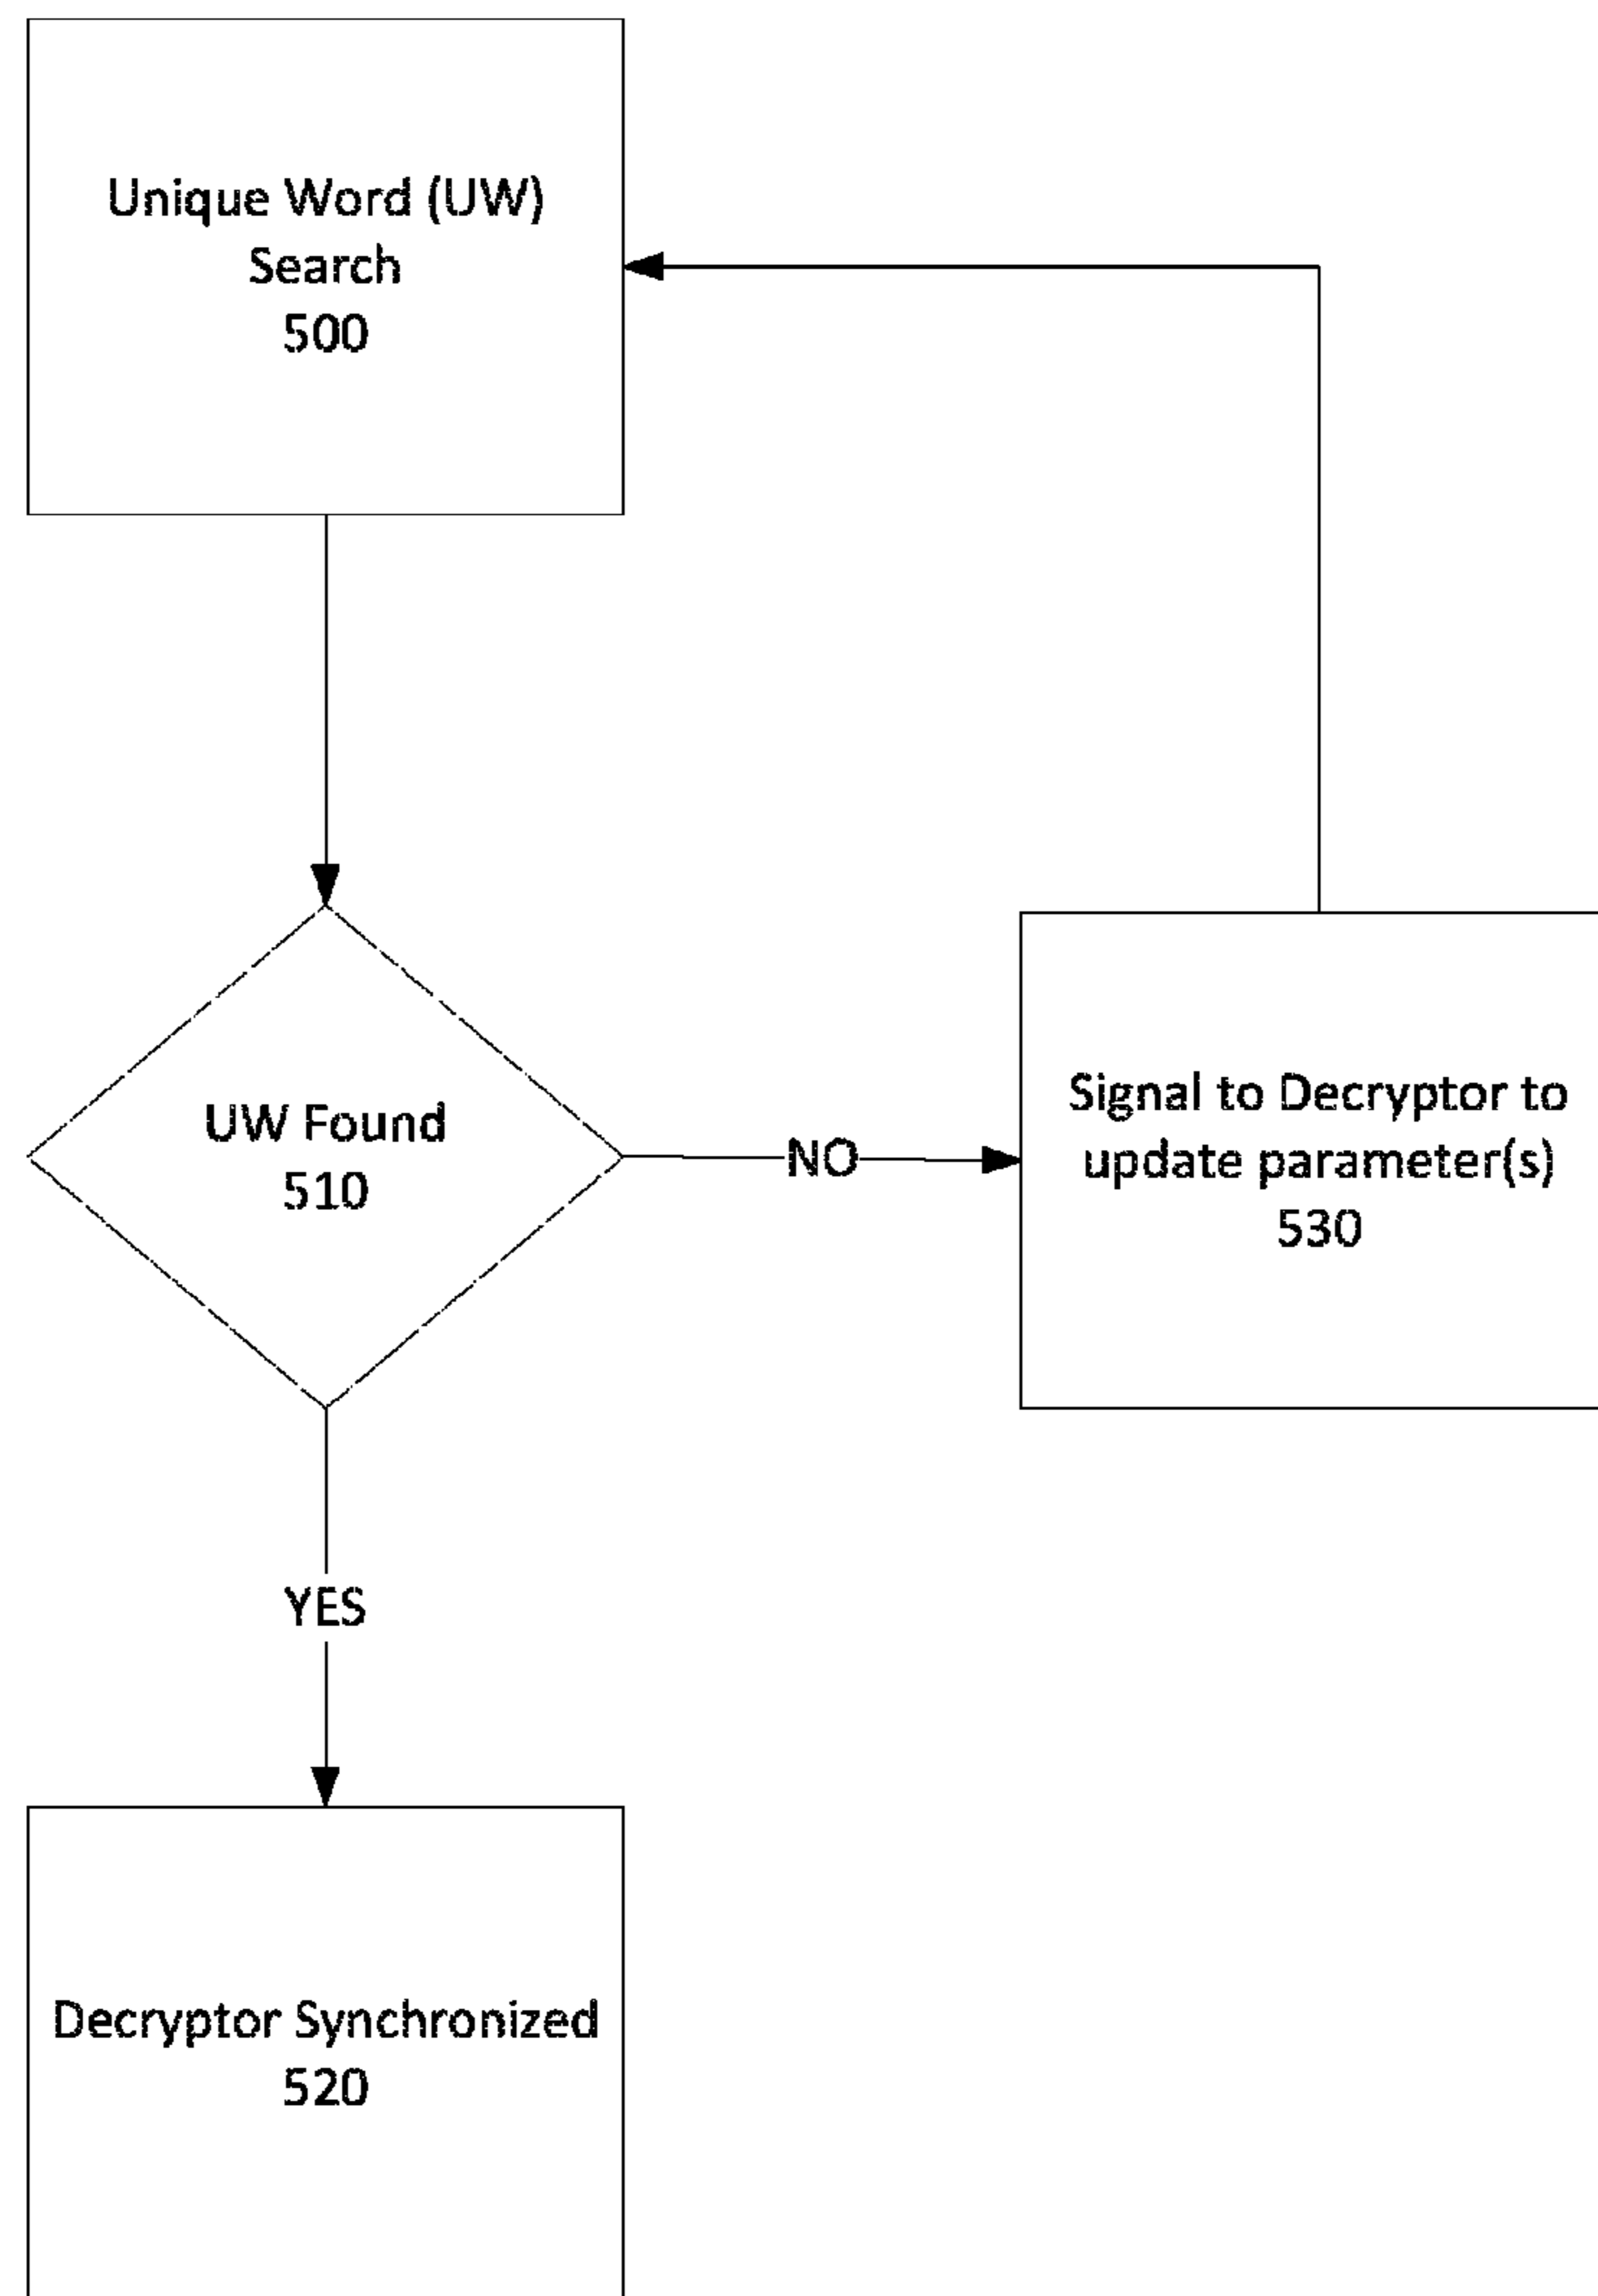 Unique Word (UW)
Search
500
UW Found
510
NO
Signal to Decryptor to
update parameter(s)
530
YES
Decryptor Synchronized
520